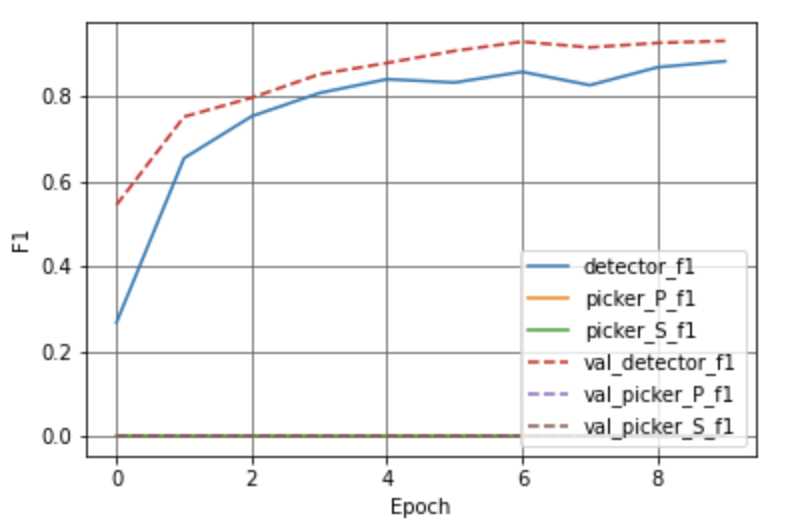 F1
0.8
0.6
0.4
0.2
0.0
detector_f1
picker_P_f1
picker_S_f1
val_detector_f1
val_picker_P_f1
val_picker_S_f1
0 2 4 6 8
Epoch